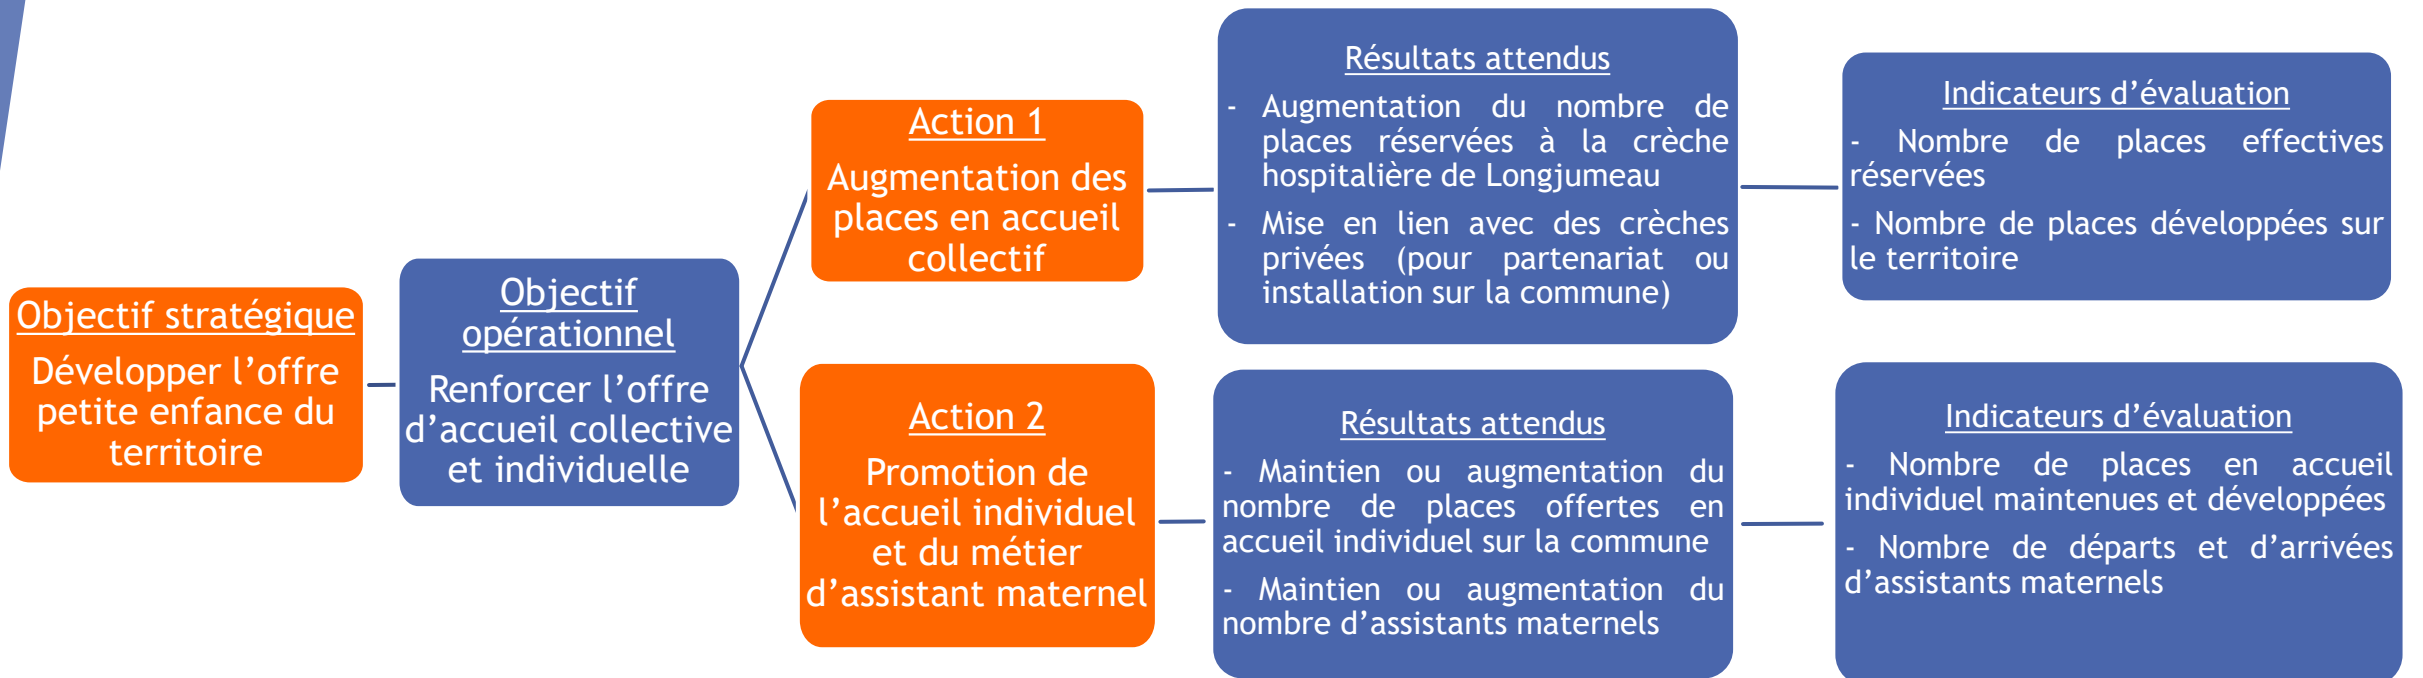 Objectif stratégique
Développer l’offre
petite enfance du
territoire
Objectif
opérationnel
Renforcer l’offre
d’accueil collective
et individuelle
Action 1
Augmentation des
places en accueil
collectif
Résultats attendus
- Augmentation du nombre de
places réservées à la crèche
hospitalière de Longjumeau
- Mise en lien avec des crèches
privées (pour partenariat ou
installation sur la commune)
Indicateurs d’évaluation
- Nombre de places effectives
réservées
- Nombre de places développées sur
le territoire
Action 2
Promotion de
l’accueil individuel
et du métier
d’assistant maternel
Résultats attendus
- Maintien ou augmentation du
nombre de places offertes en
accueil individuel sur la commune
- Maintien ou augmentation du
nombre d’assistants maternels
Indicateurs d’évaluation
- Nombre de places en accueil
individuel maintenues et développées
- Nombre de départs et d’arrivées
d’assistants maternels